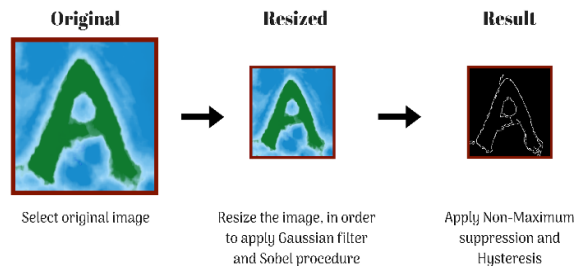 Original
Resized
Result
A
A
A
Select original image
Resize the image, in order
to apply Gaussian filter
and Sobel procedure
Apply Non-Maximum
suppression and
Hysteresis